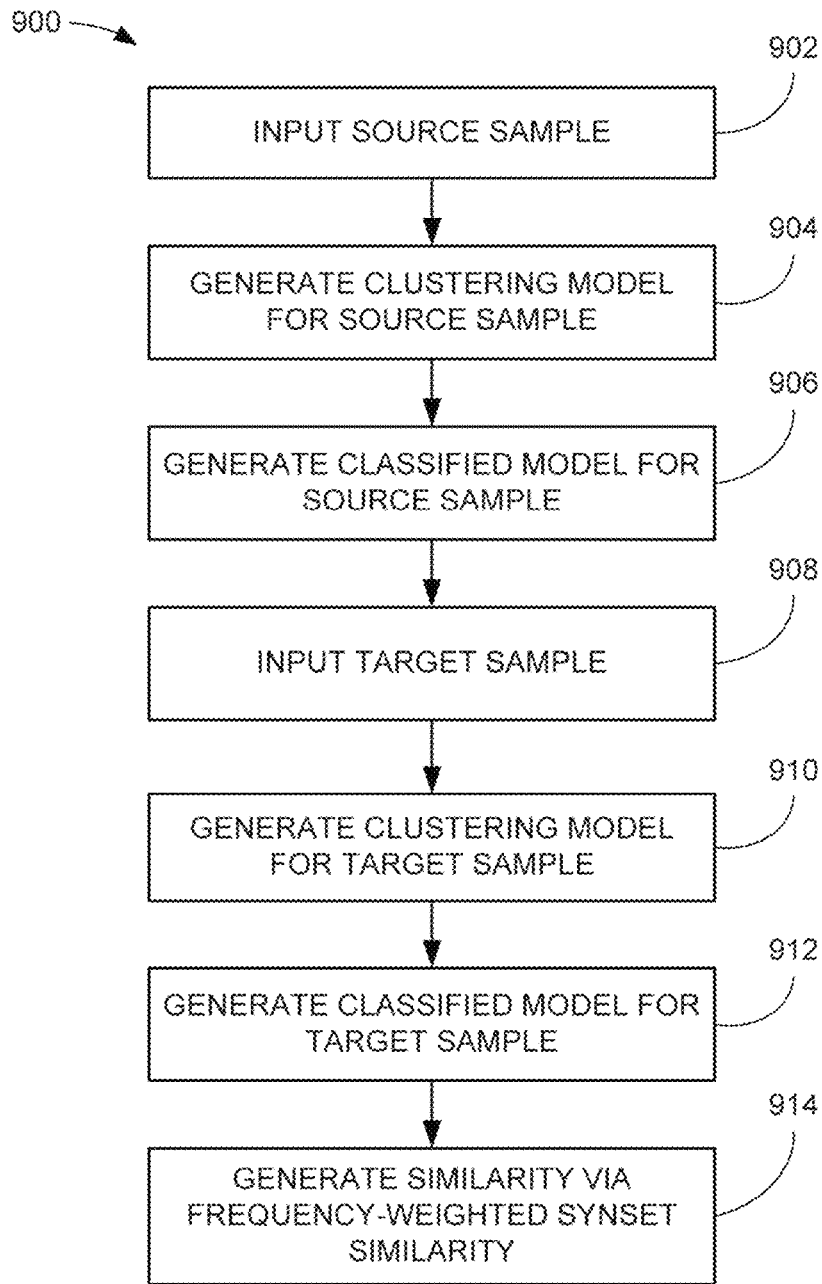 900
902
INPUT SOURCE SAMPLE
904
GENERATE CLUSTERING MODEL
FOR SOURCE SAMPLE
906
GENERATE CLASSIFIED MODEL FOR
SOURCE SAMPLE
908
INPUT TARGET SAMPLE
910
GENERATE CLUSTERING MODEL
FOR TARGET SAMPLE
912
GENERATE CLASSIFIED MODEL FOR
TARGET SAMPLE
914
GENERATE SIMILARITY VIA
FREQUENCY-WEIGHTED SYNSET
SIMILARITY